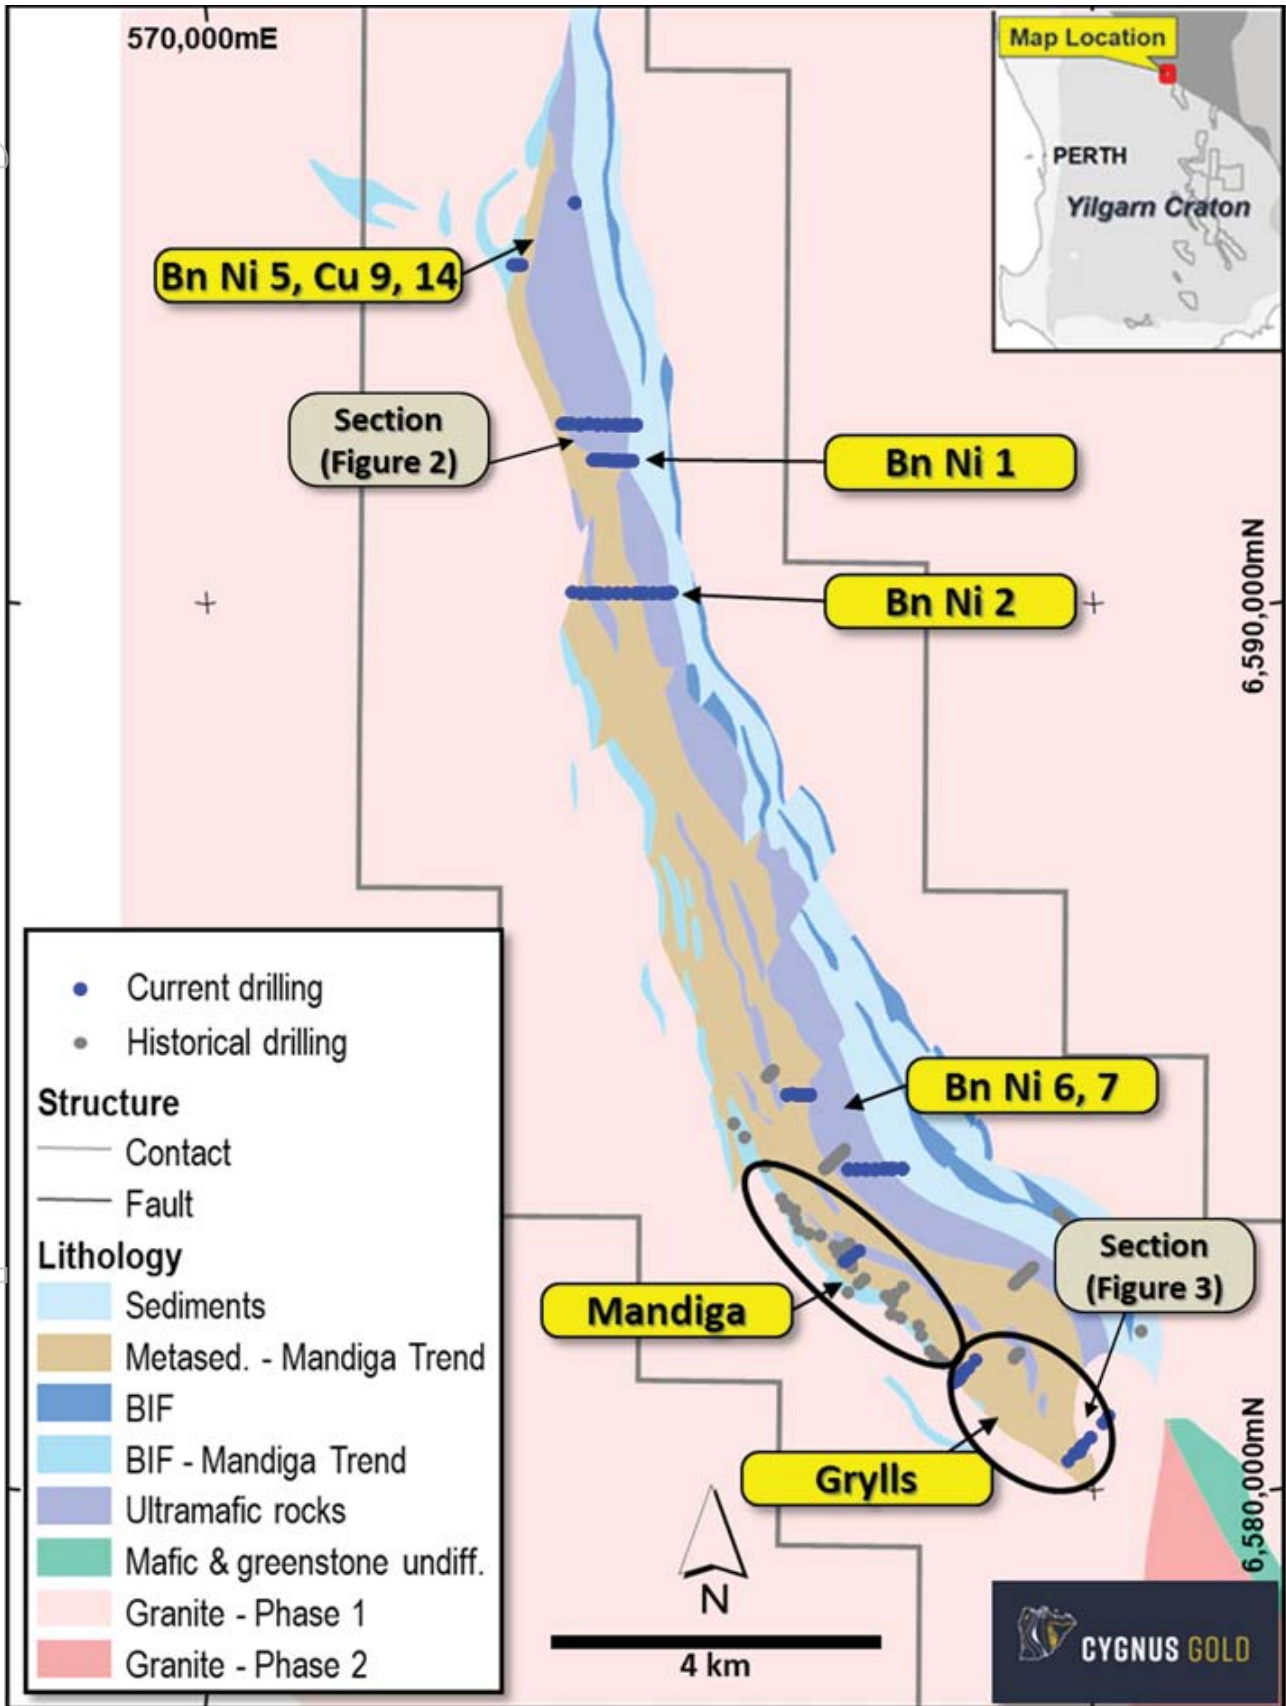 570,000mE
Map Location
PERTH
Yilgarn Craton
Bn Ni 5, Cu 9, 14
Section
(Figure 2)
Bn Ni 1
Bn Ni 2
6,590,000mN
Bn Ni 6, 7
Section
(Figure 3)
Mandiga
Grylls
6,580,000mN
Current drilling
Historical drilling
Structure
Contact
Fault
Lithology
Sediments
Metased. - Mandiga Trend
BIF
BIF - Mandiga Trend
Ultramafic rocks
Mafic & greenstone undiff.
Granite - Phase 1
Granite - Phase 2
N
4 km
CYGNUS GOLD